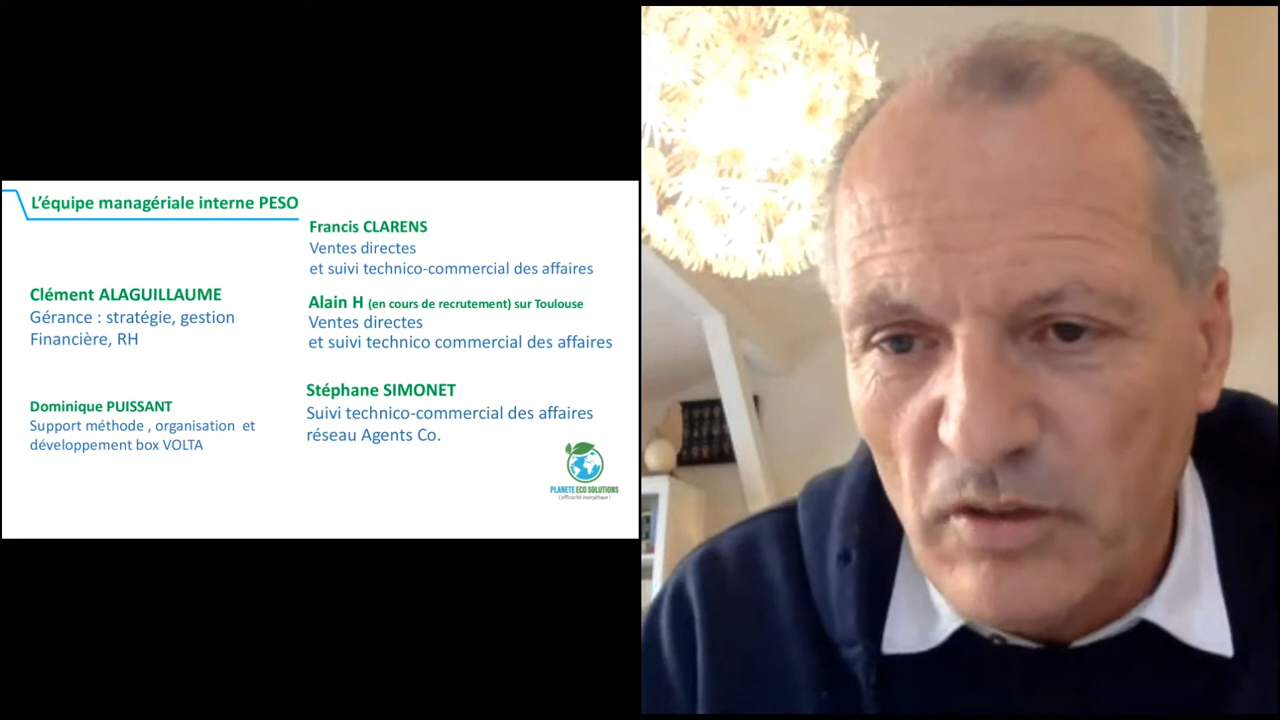 L'équipe managériale interne PESO
Clément ALAGUILLAUME
Gérance : stratégie, gestion
Financière, RH
Dominique PUISSANT
Support méthode , organisation et
développement box VOLTA
Francis CLARENS
Ventes directes
et suivi technico-commercial des affaires
Alain H (en cours de recrutement) sur Toulouse
Ventes directes
et suivi technico commercial des affaires
Stéphane SIMONET
Suivi technico-commercial des affaires
réseau Agents Co.
PLANETE ECO SOLUTIONS
L'efficacité énergétique !